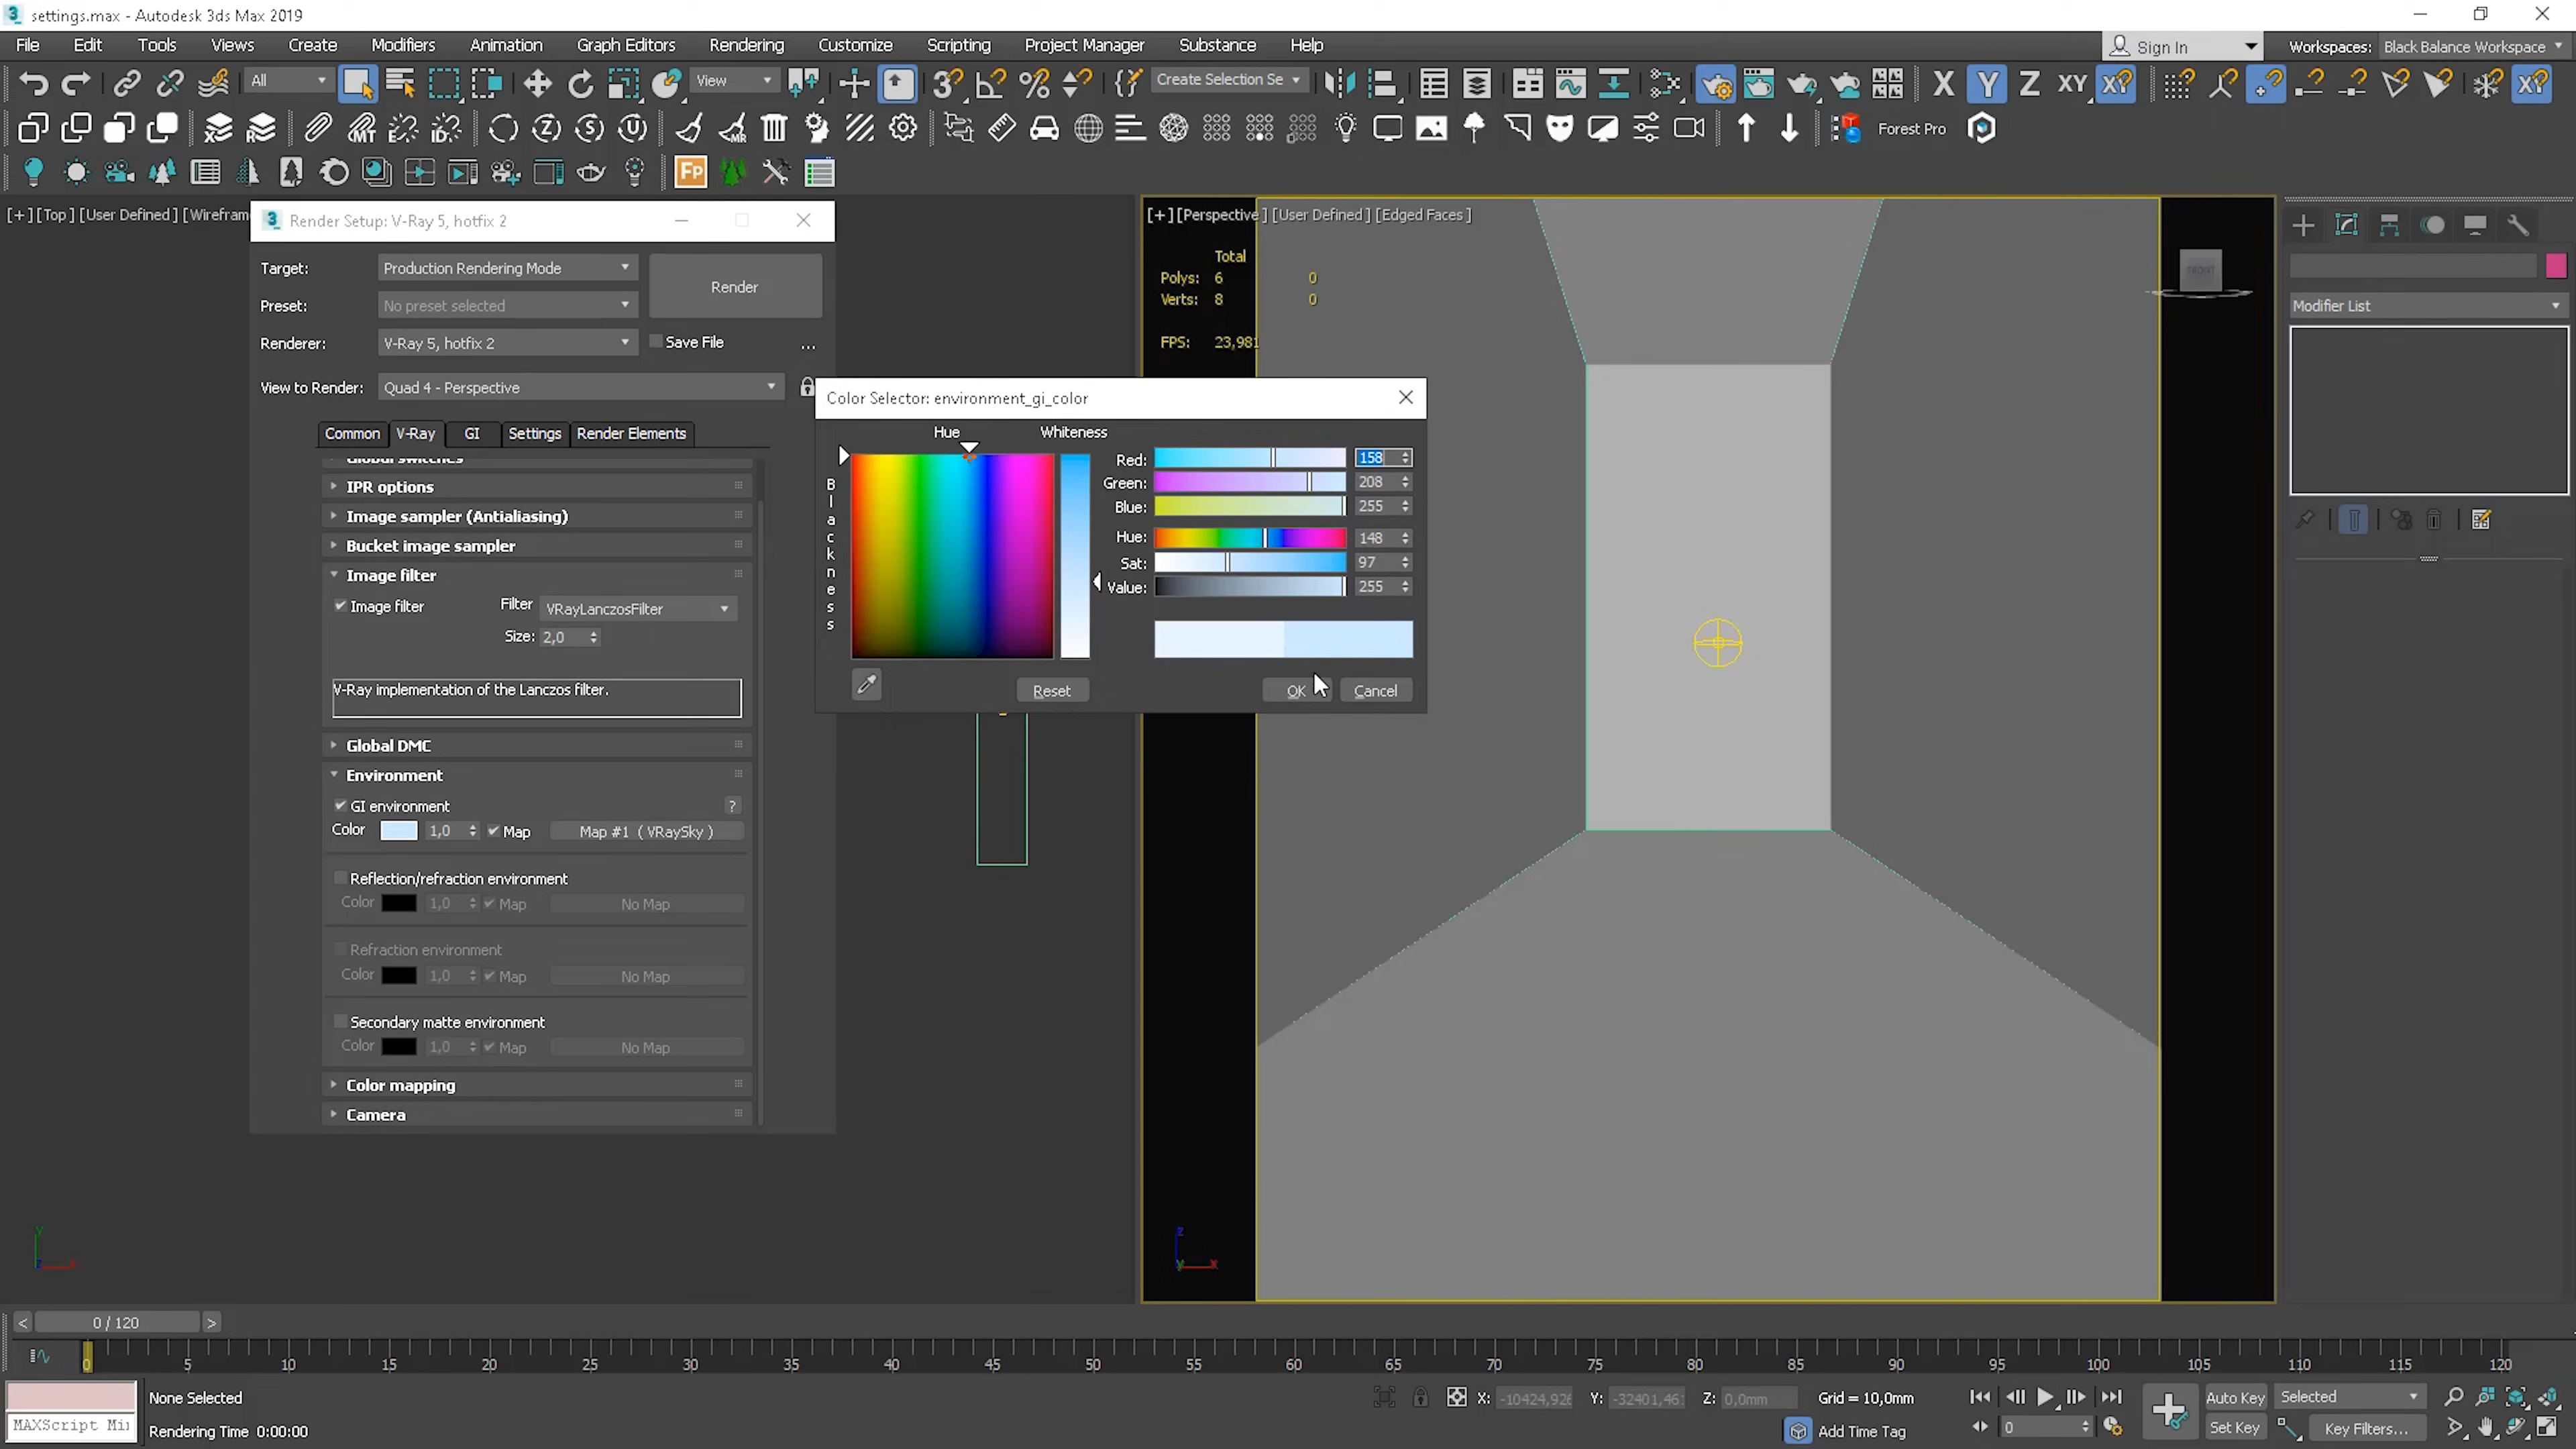 settings.max - Autodesk 3ds Max 2019
File Edit Tools Views Create Modifiers Animation Graph Editors Rendering Customize Scripting Project Manager Substance Help
Sign In Workspaces: Black Balance Workspace
All View Create Selection Se X Y Z XY
Forest Pro
Fp
[+] [Top ] [User Defined ] [Wirefram
Render Setup: V-Ray 5, hotfix 2
Target: Production Rendering Mode
Render
Preset: No preset selected
Renderer: V-Ray 5, hotfix 2
Save File ...
View to Render: Quad 4 - Perspective
Common V-Ray GI Settings Render Elements
Global switches
IPR options
Image sampler (Antialiasing)
Bucket image sampler
Image filter
Image filter Filter VRayLanczosFilter
Size: 2,0
V-Ray implementation of the Lanczos filter.
Global DMC
Environment
GI environment ?
Color 1,0 Map Map #1 ( VRaySky )
Reflection/refraction environment
Color 1,0 Map No Map
Refraction environment
Color 1,0 Map No Map
Secondary matte environment
Color 1,0 Map No Map
Color mapping
Camera
Color Selector: environment_gi_color
Hue Whiteness
Blackness
Red: 158
Green: 208
Blue: 255
Hue: 148
Sat: 97
Value: 255
Reset OK Cancel
[+] [Perspective ] [User Defined ] [Edged Faces ]
Total
Polys: 6 0
Verts: 8 0
FPS: 23,981
FRONT
Modifier List
y x
z y x
< 0 / 120 >
0 5 10 15 20 25 30 35 40 45 50 55 60 65 70 75 80 85 90 95 100 105 110 115 120
None Selected
MAXScript Mi
Rendering Time 0:00:00
X: -10424,926 Y: -32401,461 Z: 0,0mm Grid = 10,0mm
Add Time Tag
Auto Key Selected
0 Set Key Key Filters...